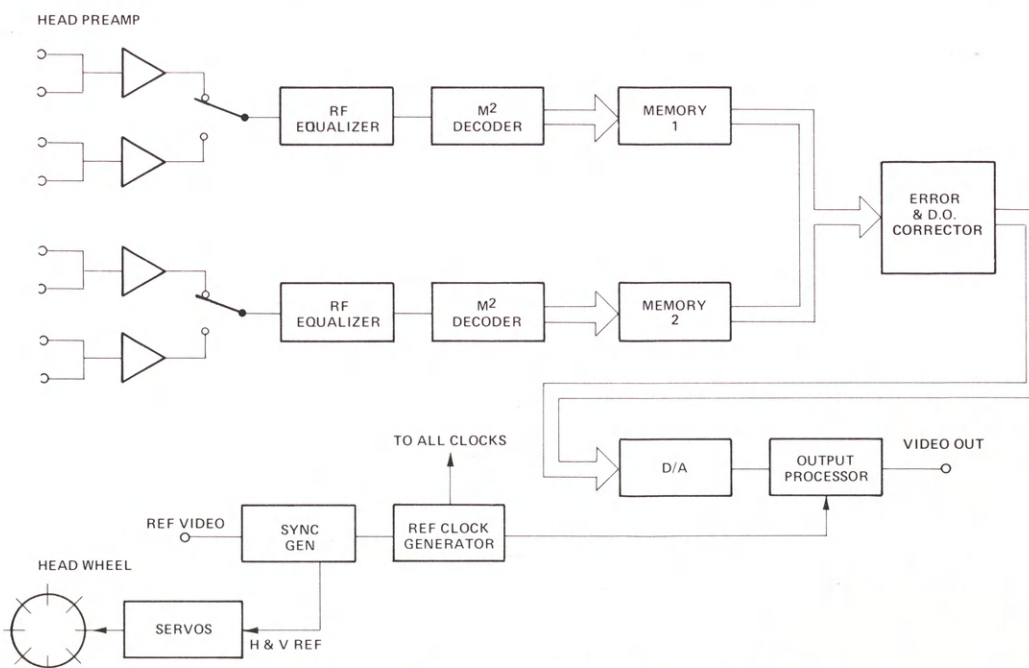 HEAD PREAMP
RF
EQUALIZER
M2
DECODER
MEMORY
1
ERROR
& D.O.
CORRECTOR
RF
EQUALIZER
M2
DECODER
MEMORY
2
TO ALL CLOCKS
D/A
OUTPUT
PROCESSOR
VIDEO OUT
REF VIDEO
SYNC
GEN
REF CLOCK
GENERATOR
HEAD WHEEL
SERVOS
H & V REF